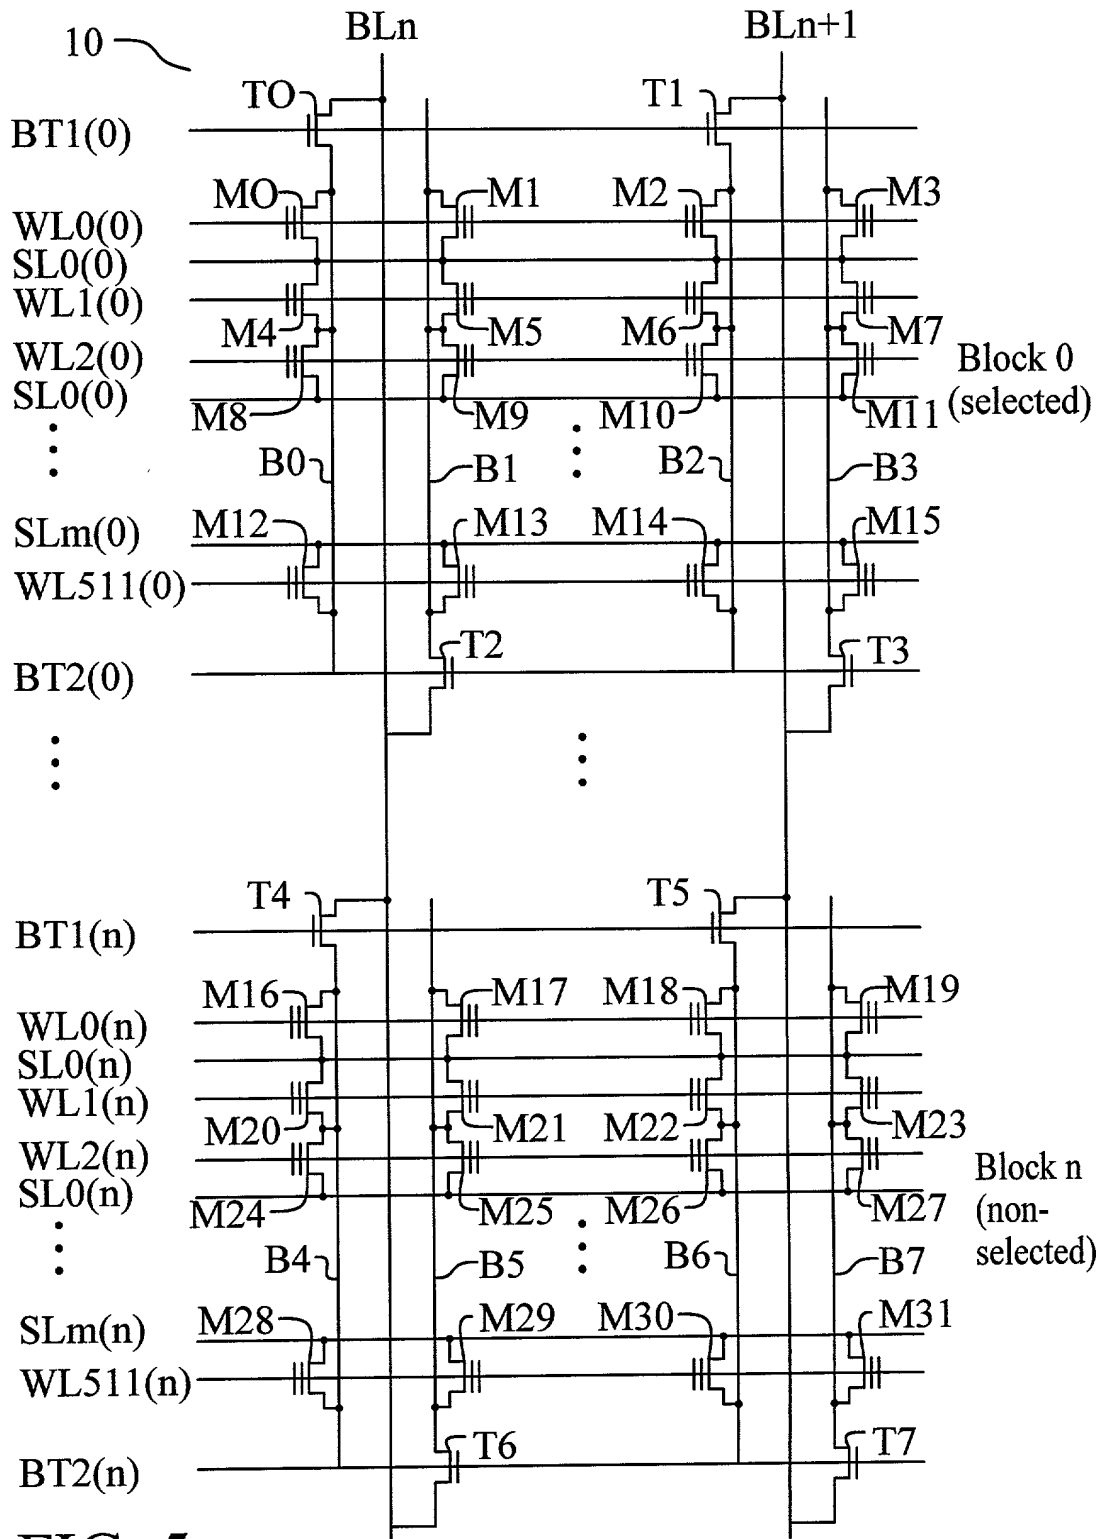 BLn BLn+1
10
TO T1
BT1(0)
MO M1 M2 M3
WL0(0)
SL0(0)
WL1(0)
M4 M5 M6 M7
WL2(0) Block 0
SL0(0) (selected)
M8 M9 M10 M11
B0 B1 B2 B3
M12 M13 M14 M15
SLm(0)
WL511(0)
T2 T3
BT2(0)
T4 T5
BT1(n)
M16 M17 M18 M19
WL0(n)
SL0(n)
WL1(n)
M20 M21 M22 M23
WL2(n) Block n
SL0(n) (non-
M24 M25 M26 M27
selected)
B4 B5 B6 B7
SLm(n) M28 M29 M30 M31
WL511(n)
T6 T7
BT2(n)